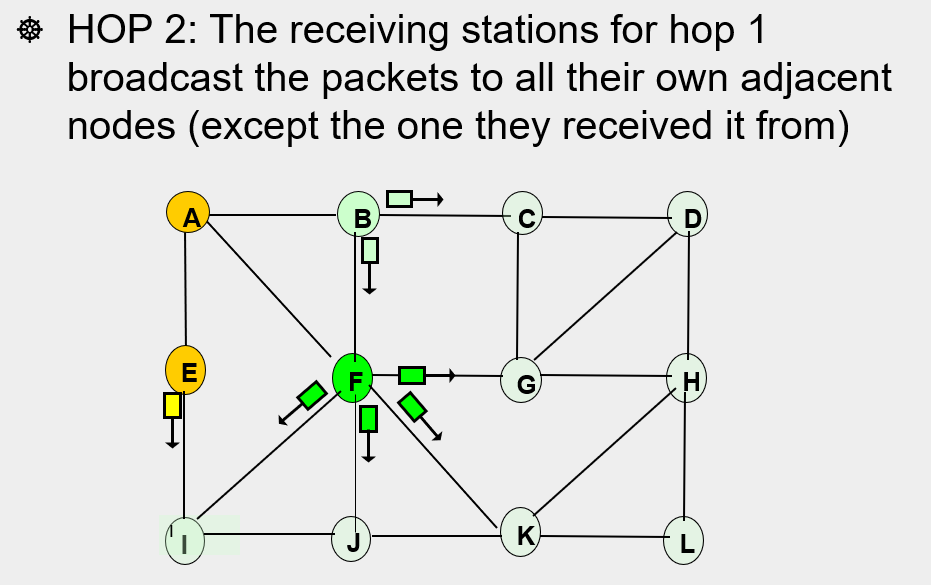 HOP 2: The receiving stations for hop 1
broadcast the packets to all their own adjacent
nodes (except the one they received it from)
A B C D
E F G H
I J K L